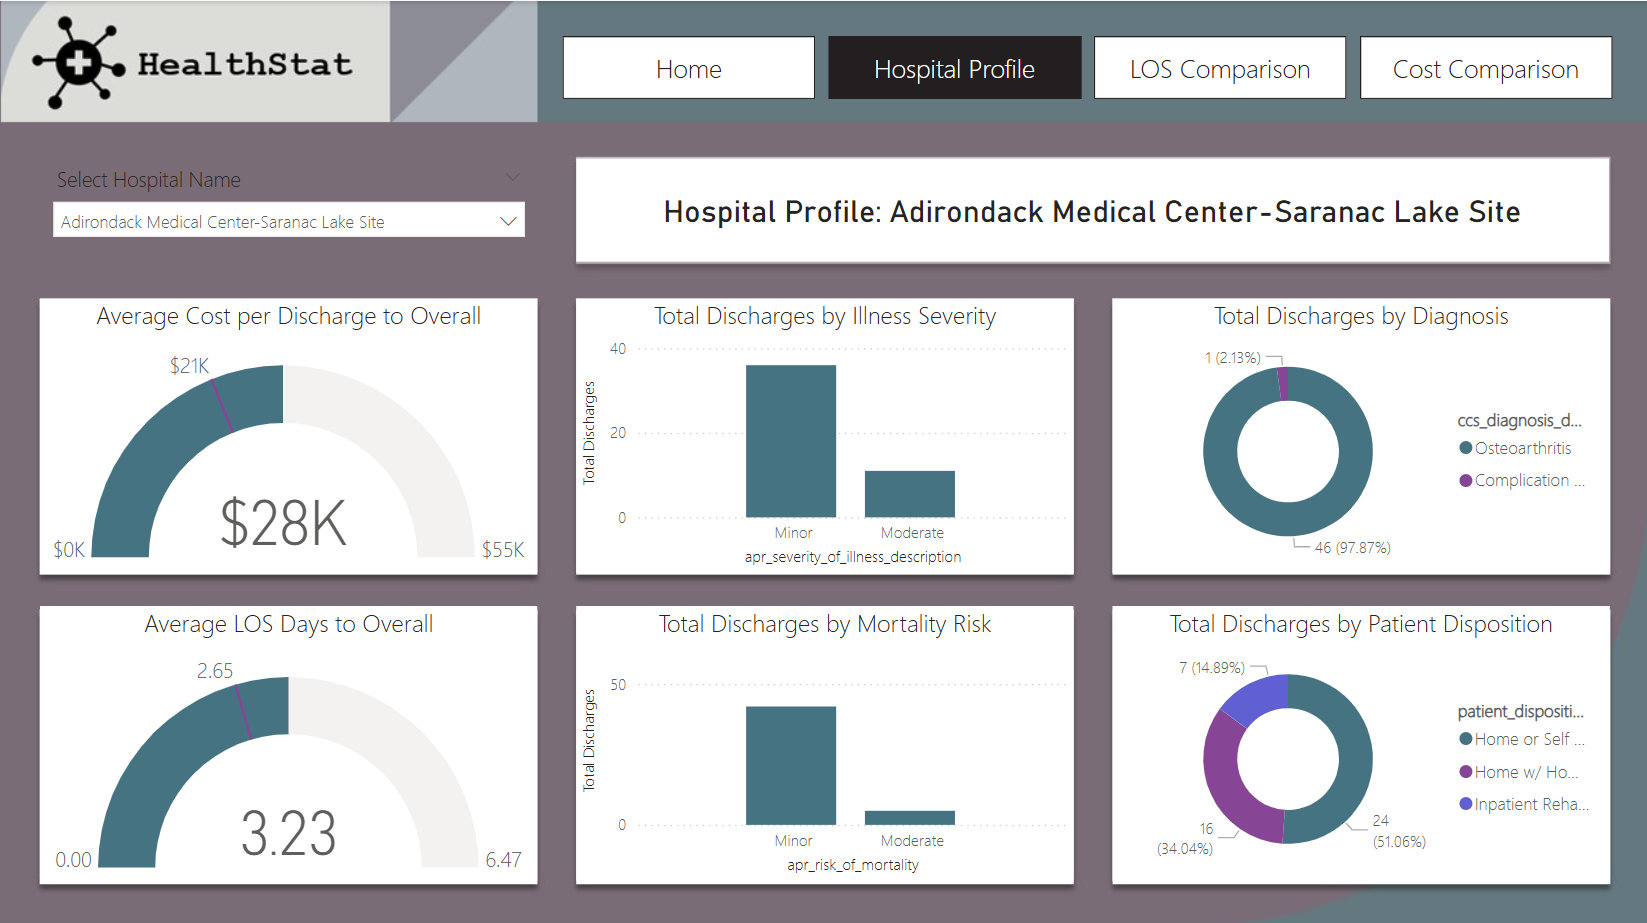 HealthStat
Home
Hospital Profile
LOS Comparison
Cost Comparison
Select Hospital Name
Adirondack Medical Center-Saranac Lake Site
Hospital Profile: Adirondack Medical Center-Saranac Lake Site
Average Cost per Discharge to Overall
$21K
$28K
$0K
$55K
Total Discharges by Illness Severity
Total Discharges
40
20
0
Minor
Moderate
apr_severity_of_illness_description
Total Discharges by Diagnosis
1 (2.13%)
46 (97.87%)
ccs_diagnosis_d...
Osteoarthritis
Complication ...
Average LOS Days to Overall
2.65
3.23
0.00
6.47
Total Discharges by Mortality Risk
Total Discharges
50
0
Minor
Moderate
apr_risk_of_mortality
Total Discharges by Patient Disposition
7 (14.89%)
16
(34.04%)
24
(51.06%)
patient_dispositi...
Home or Self ...
Home w/ Ho...
Inpatient Reha...